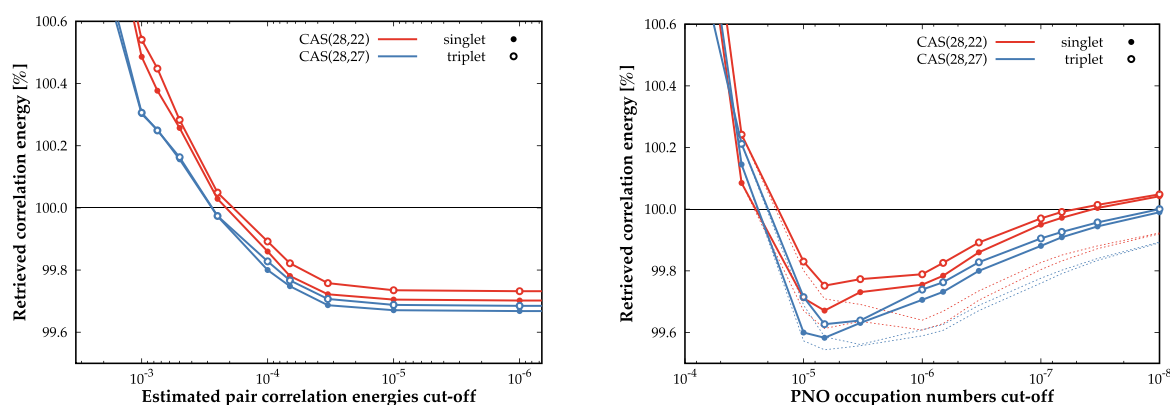 100.6
100.4
100.2
100.0
99.8
99.6
Retrieved correlation energy [%]
CAS(28,22) singlet
CAS(28,27) triplet
10-3 10-4 10-5 10-6
Estimated pair correlation energies cut-off
100.6
100.4
100.2
100.0
99.8
99.6
Retrieved correlation energy [%]
CAS(28,22) singlet
CAS(28,27) triplet
10-4 10-5 10-6 10-7 10-8
PNO occupation numbers cut-off